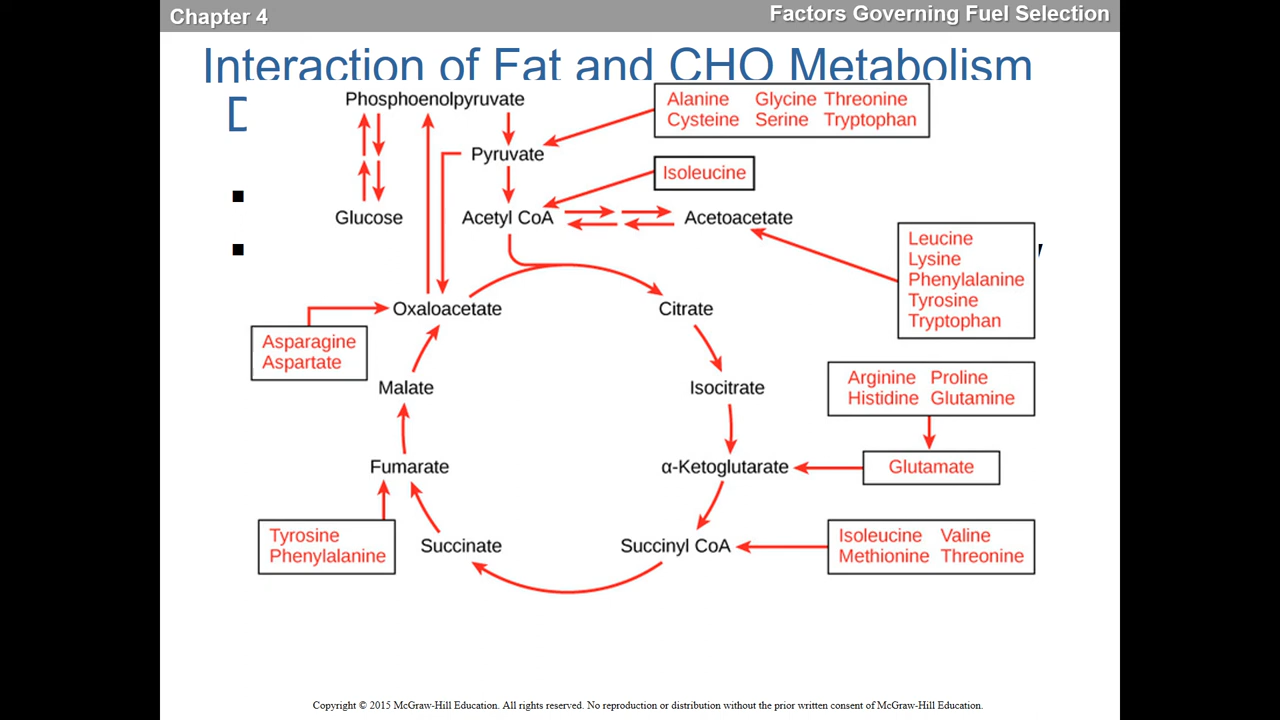 Chapter 4
Factors Governing Fuel Selection
Interaction of Fat and CHO Metabolism
D
Phosphoenolpyruvate
Alanine Glycine Threonine
Cysteine Serine Tryptophan
Pyruvate
Isoleucine
Glucose
Acetyl CoA
Acetoacetate
Leucine
Lysine
Phenylalanine
Tyrosine
Tryptophan
Oxaloacetate
Citrate
Asparagine
Aspartate
Malate
Isocitrate
Arginine Proline
Histidine Glutamine
Fumarate
α-Ketoglutarate
Glutamate
Tyrosine
Phenylalanine
Succinate
Succinyl CoA
Isoleucine Valine
Methionine Threonine
Copyright © 2015 McGraw-Hill Education. All rights reserved. No reproduction or distribution without the prior written consent of McGraw-Hill Education.